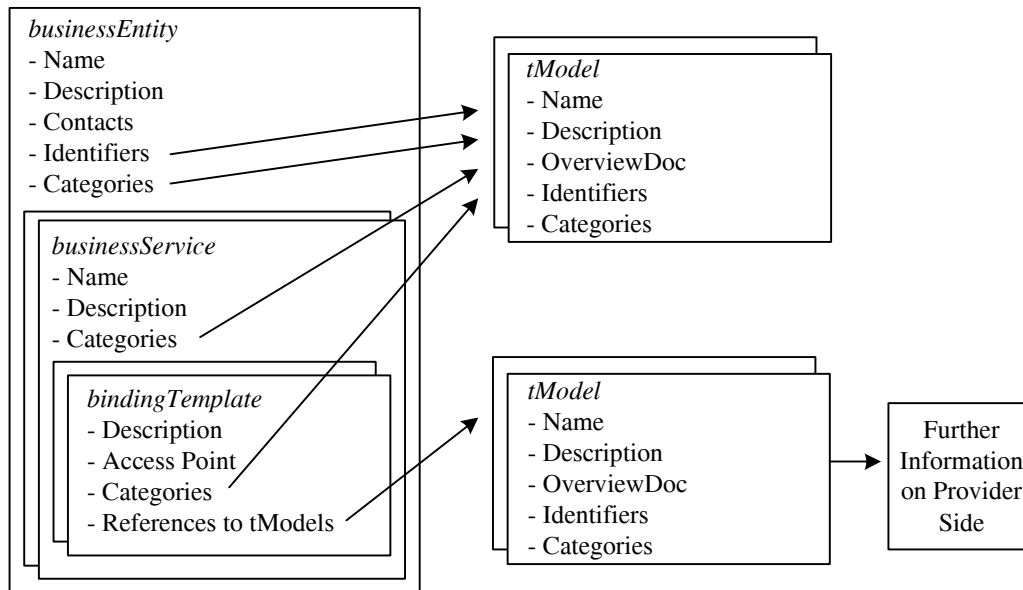 businessEntity
- Name
- Description
- Contacts
- Identifiers
- Categories
businessService
- Name
- Description
- Categories
bindingTemplate
- Description
- Access Point
- Categories
- References to tModels
tModel
- Name
- Description
- OverviewDoc
- Identifiers
- Categories
tModel
- Name
- Description
- OverviewDoc
- Identifiers
- Categories
Further
Information
on Provider
Side